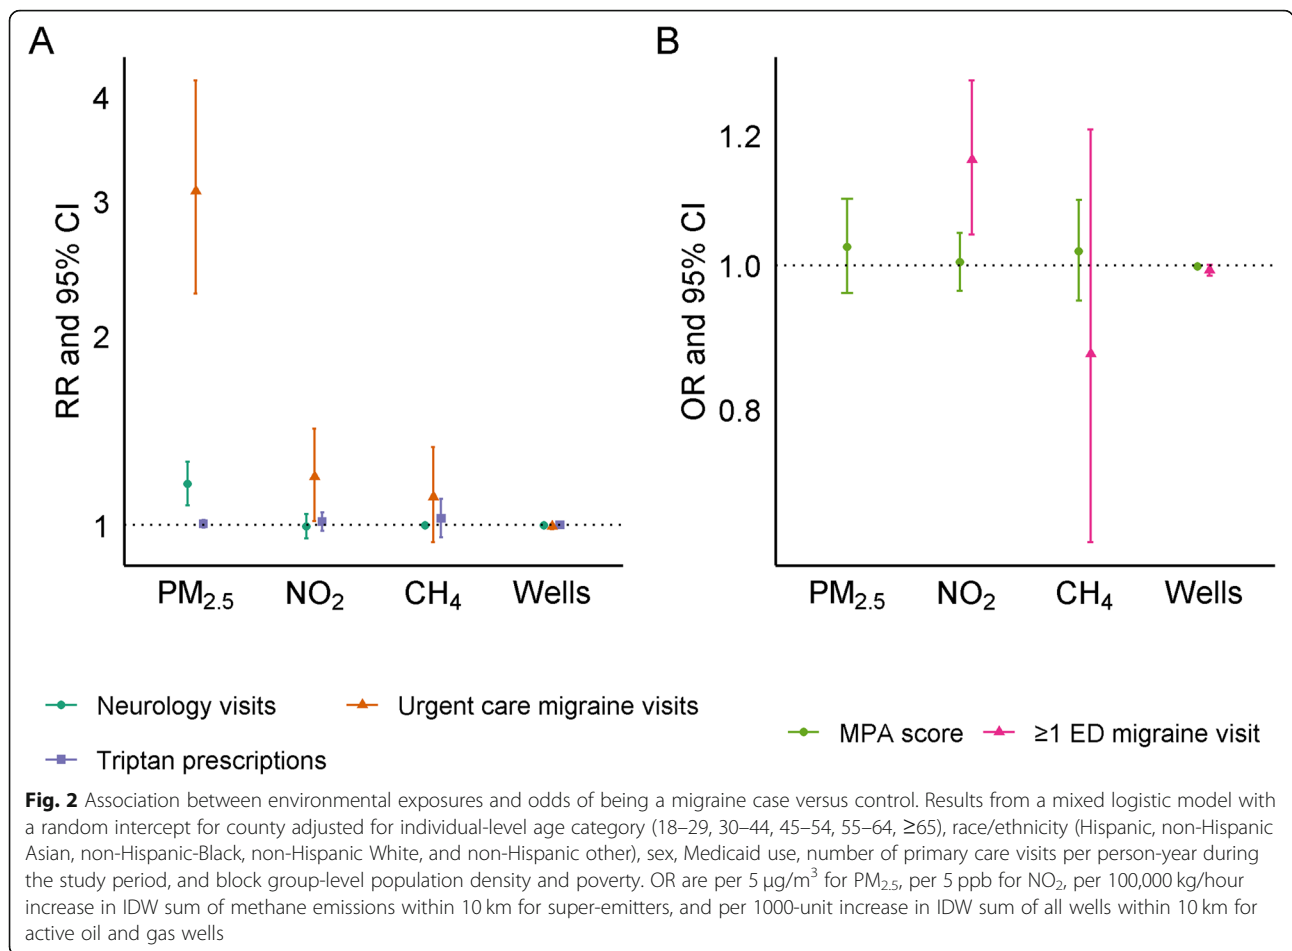 A
RR and 95% CI
4
3
2
1
PM2.5 NO2 CH4 Wells
B
OR and 95% CI
1.2
1.0
0.8
PM2.5 NO2 CH4 Wells
Neurology visits Urgent care migraine visits
Triptan prescriptions
MPA score ≥1 ED migraine visit
Fig. 2 Association between environmental exposures and odds of being a migraine case versus control. Results from a mixed logistic model with
a random intercept for county adjusted for individual-level age category (18–29, 30–44, 45–54, 55–64, ≥65), race/ethnicity (Hispanic, non-Hispanic
Asian, non-Hispanic-Black, non-Hispanic White, and non-Hispanic other), sex, Medicaid use, number of primary care visits per person-year during
the study period, and block group-level population density and poverty. OR are per 5 μg/m³ for PM2.5, per 5 ppb for NO2, per 100,000 kg/hour
increase in IDW sum of methane emissions within 10 km for super-emitters, and per 1000-unit increase in IDW sum of all wells within 10 km for
active oil and gas wells